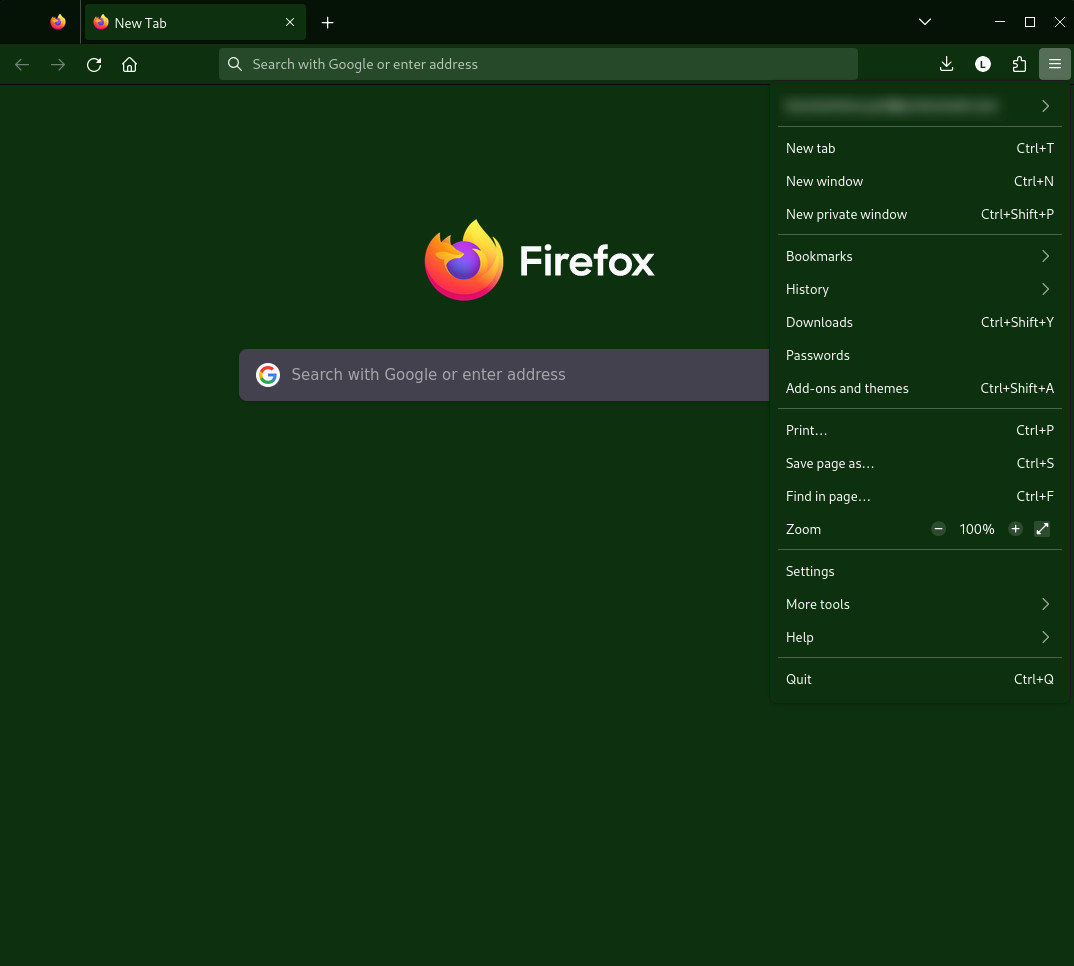 New Tab
Search with Google or enter address
L
New tab Ctrl+T
New window Ctrl+N
New private window Ctrl+Shift+P
Bookmarks
History
Downloads Ctrl+Shift+Y
Passwords
Add-ons and themes Ctrl+Shift+A
Print… Ctrl+P
Save page as… Ctrl+S
Find in page… Ctrl+F
Zoom 100%
Settings
More tools
Help
Quit Ctrl+Q
Firefox
Search with Google or enter address